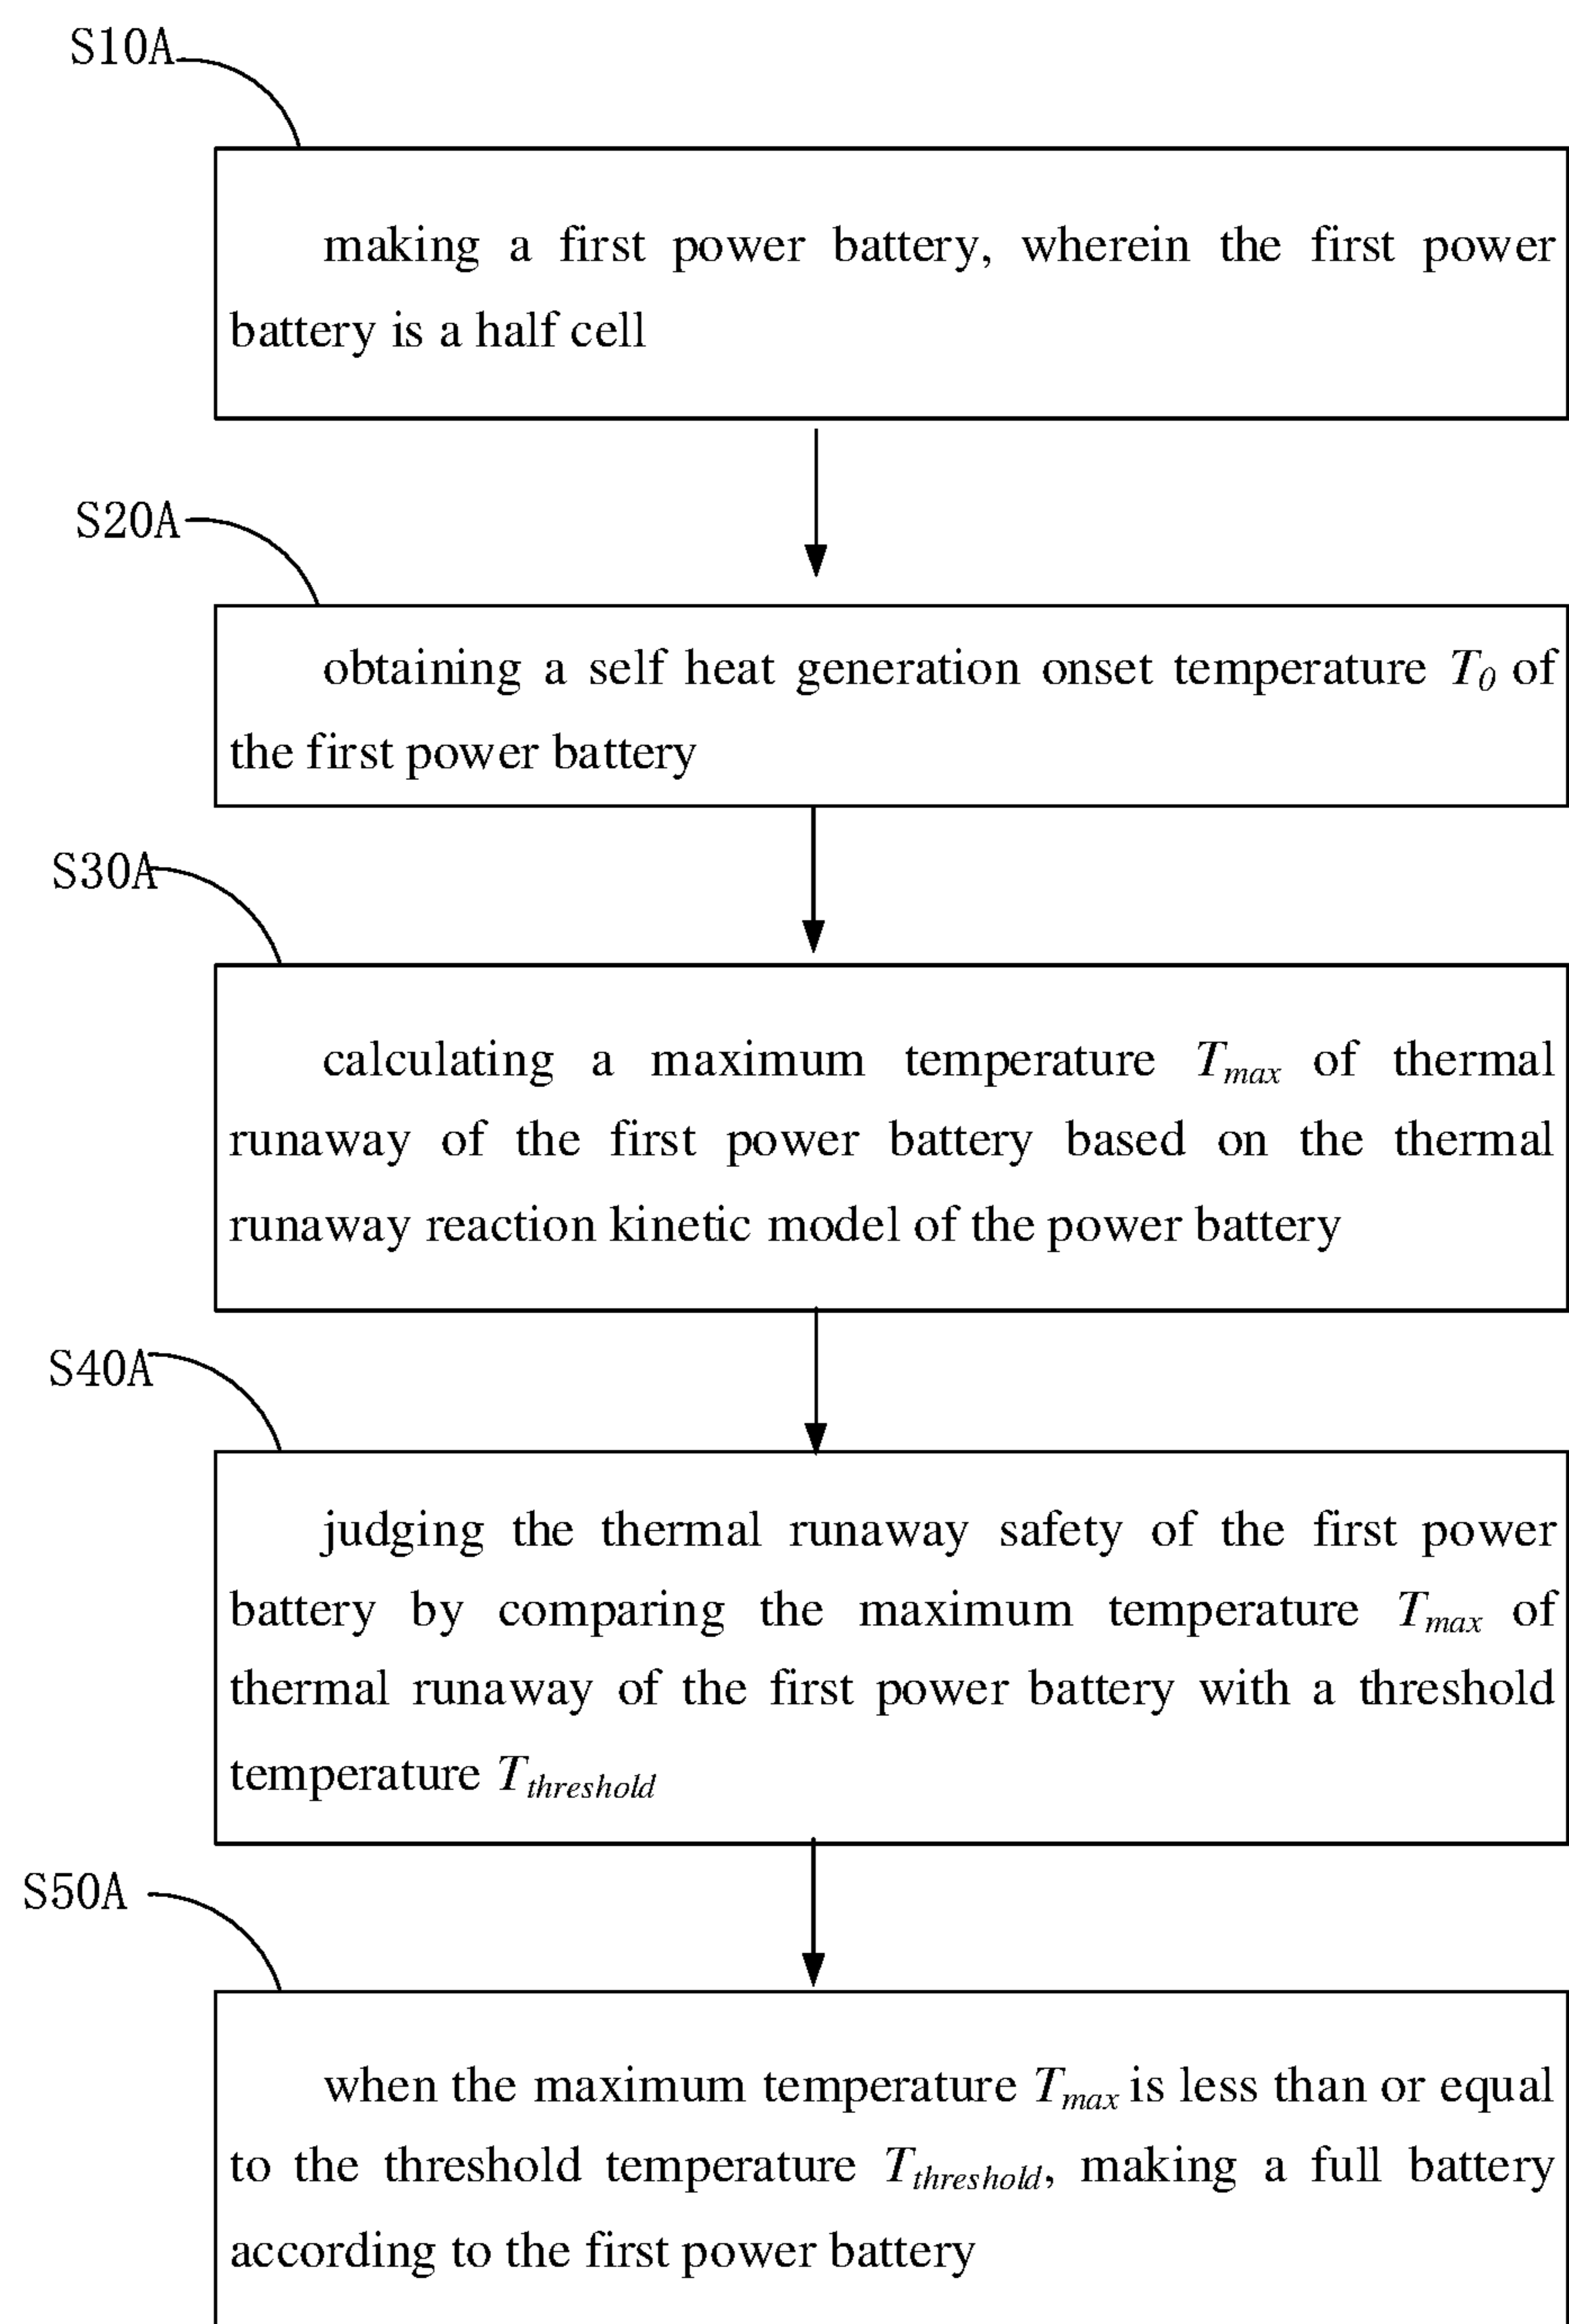 S10A
making a first power battery, wherein the first power
battery is a half cell
S20A
obtaining a self heat generation onset temperature T0 of
the first power battery
S30A
calculating a maximum temperature Tmax of thermal
runaway of the first power battery based on the thermal
runaway reaction kinetic model of the power battery
S40A
judging the thermal runaway safety of the first power
battery by comparing the maximum temperature Tmax of
thermal runaway of the first power battery with a threshold
temperature Tthreshold
S50A
when the maximum temperature Tmax is less than or equal
to the threshold temperature Tthreshold, making a full battery
according to the first power battery